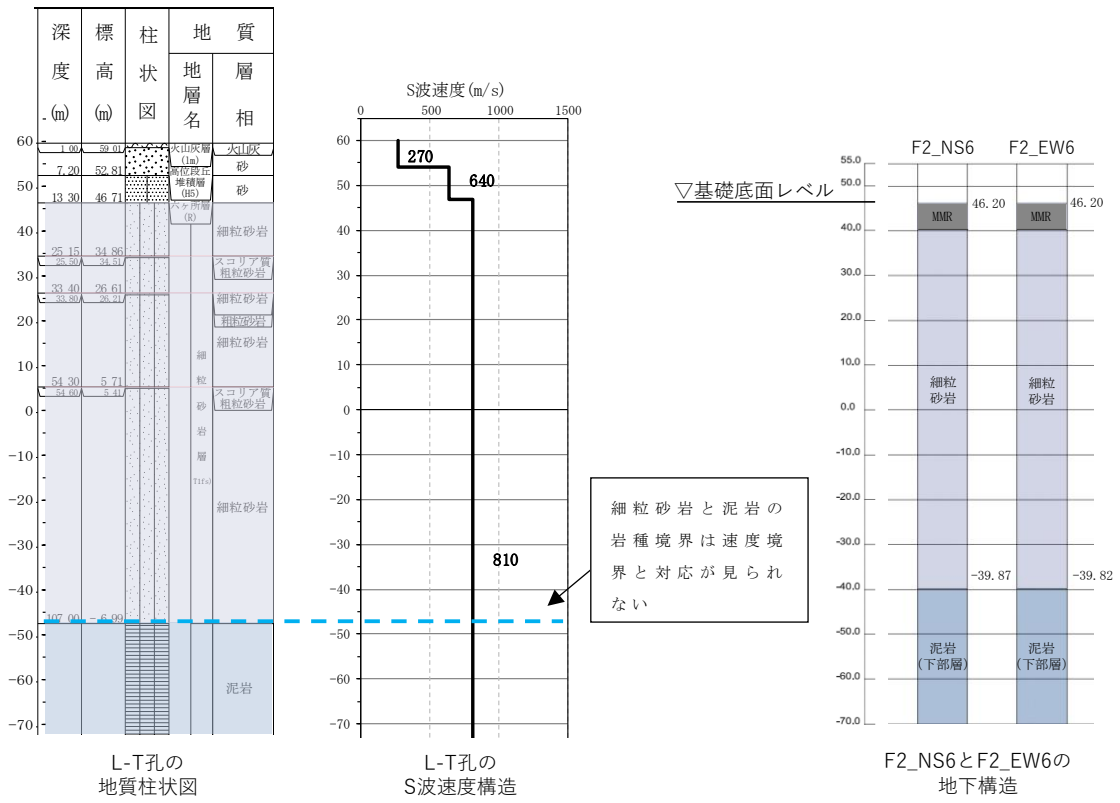 深度(m)
標高(m)
柱状図
地質
地層名
層相
60
50
40
30
20
10
0
-10
-20
-30
-40
-50
-60
-70
1 00 59 01
7.20 52.81
13 30 46 71
25 15 34 86
25.50 34.51
33 40 26 61
33.80 26.21
54 30 5 71
54 60 5 41
107 00
火山灰層
(1m)
高位段丘
堆積層
(H5)
六ヶ所層
(R)
細粒砂岩層
火山灰
砂
砂
細粒砂岩
スコリア質
粗粒砂岩
細粒砂岩
粗粒砂岩
細粒砂岩
スコリア質
粗粒砂岩
細粒砂岩
泥岩
L-T孔の
地質柱状図
S波速度(m/s)
0 500 1000 1500
60
50
40
30
20
10
0
-10
-20
-30
-40
-50
-60
-70
270
640
810
細粒砂岩と泥岩の
岩種境界は速度境
界と対応が見られ
ない
L-T孔の
S波速度構造
F2_NS6 F2_EW6
▽基礎底面レベル
55.0
50.0
40.0
30.0
20.0
10.0
0.0
-10.0
-20.0
-30.0
-40.0
-50.0
-60.0
-70.0
46.20 46.20
MMR MMR
細粒
砂岩
細粒
砂岩
-39.87 -39.82
泥岩
(下部層)
泥岩
(下部層)
F2_NS6とF2_EW6の
地下構造